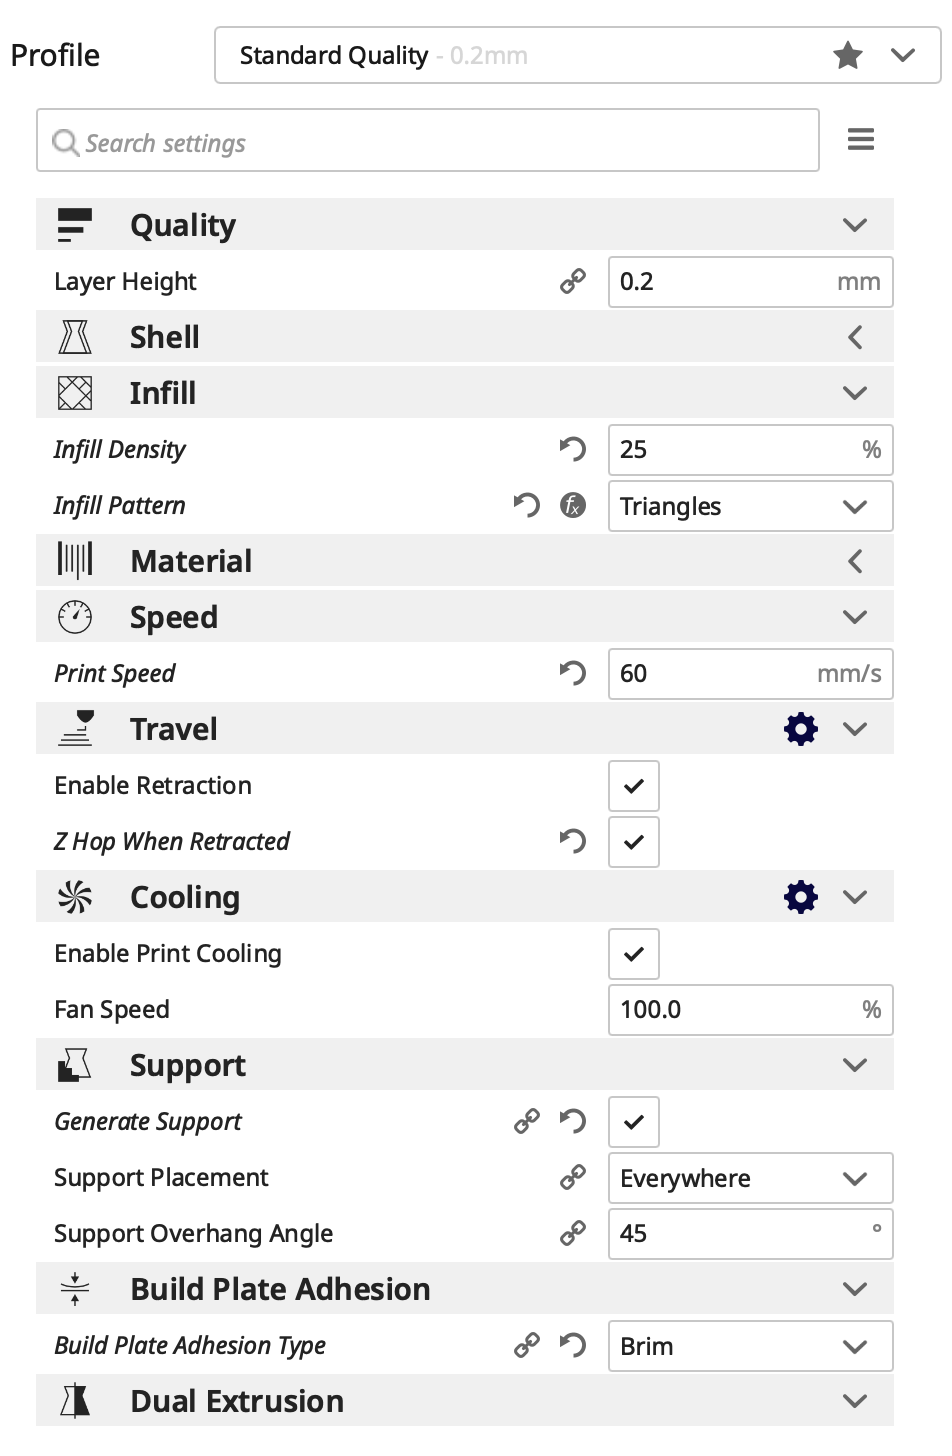 Profile Standard Quality - 0.2mm
Search settings
Quality
Layer Height 0.2 mm
Shell
Infill
Infill Density 25 %
Infill Pattern fx Triangles
Material
Speed
Print Speed 60 mm/s
Travel
Enable Retraction
Z Hop When Retracted
Cooling
Enable Print Cooling
Fan Speed 100.0 %
Support
Generate Support
Support Placement Everywhere
Support Overhang Angle 45 °
Build Plate Adhesion
Build Plate Adhesion Type Brim
Dual Extrusion